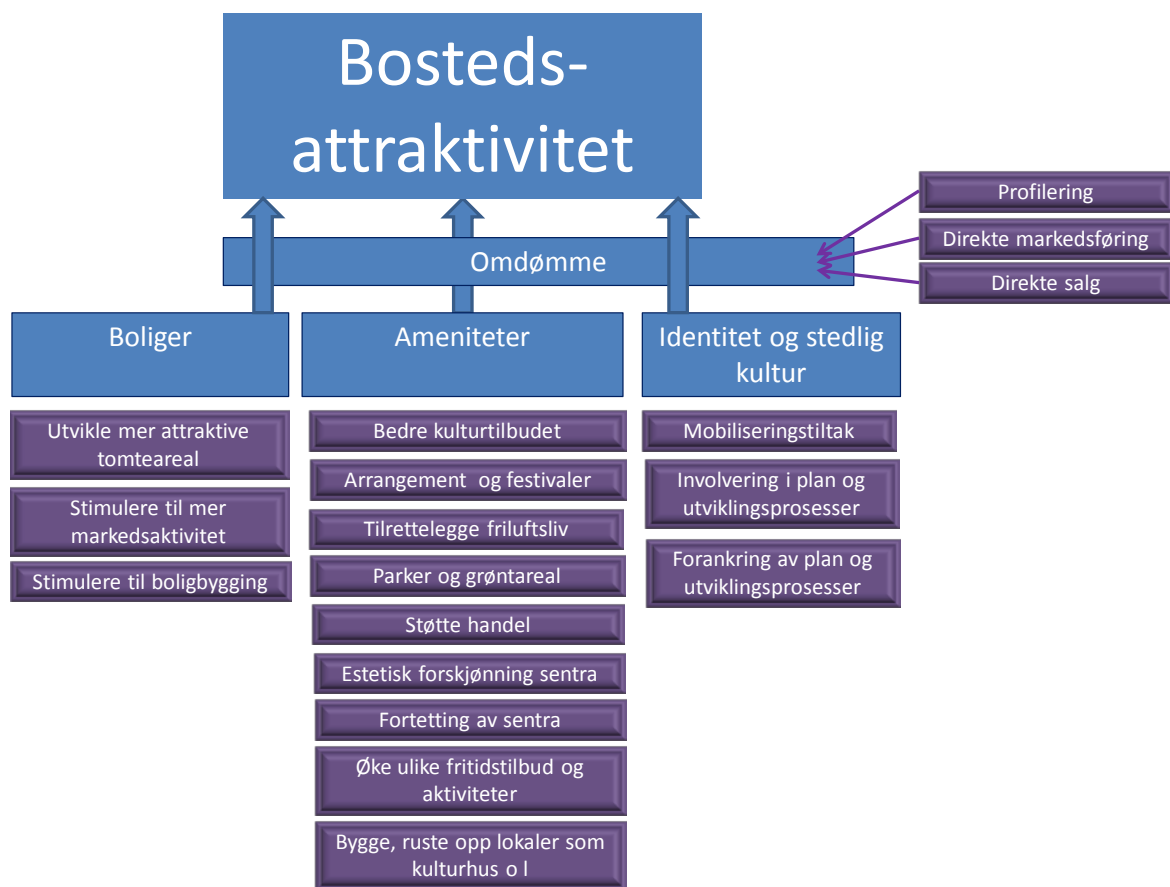 Bosteds-
attraktivitet
Profilering
Direkte markedsføring
Direkte salg
Omdømme
Boliger
Utvikle mer attraktive
tomteareal
Stimulere til mer
markedsaktivitet
Stimulere til boligbygging
Ameniteter
Bedre kulturtilbudet
Arrangement og festivaler
Tilrettelegge friluftsliv
Parker og grøntareal
Støtte handel
Estetisk forskjønning sentra
Fortetting av sentra
Øke ulike fritidstilbud og
aktiviteter
Bygge, ruste opp lokaler som
kulturhus o l
Identitet og stedlig
kultur
Mobiliseringstiltak
Involvering i plan og
utviklingsprosesser
Forankring av plan og
utviklingsprosesser